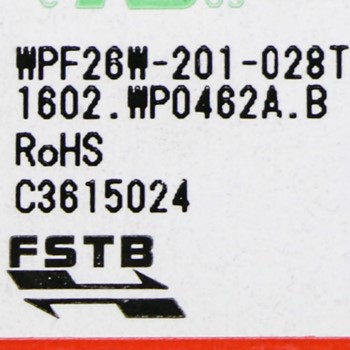 WPF26W-201-028T
1602.WP0462A.B
RoHS
C3615024
FSTB